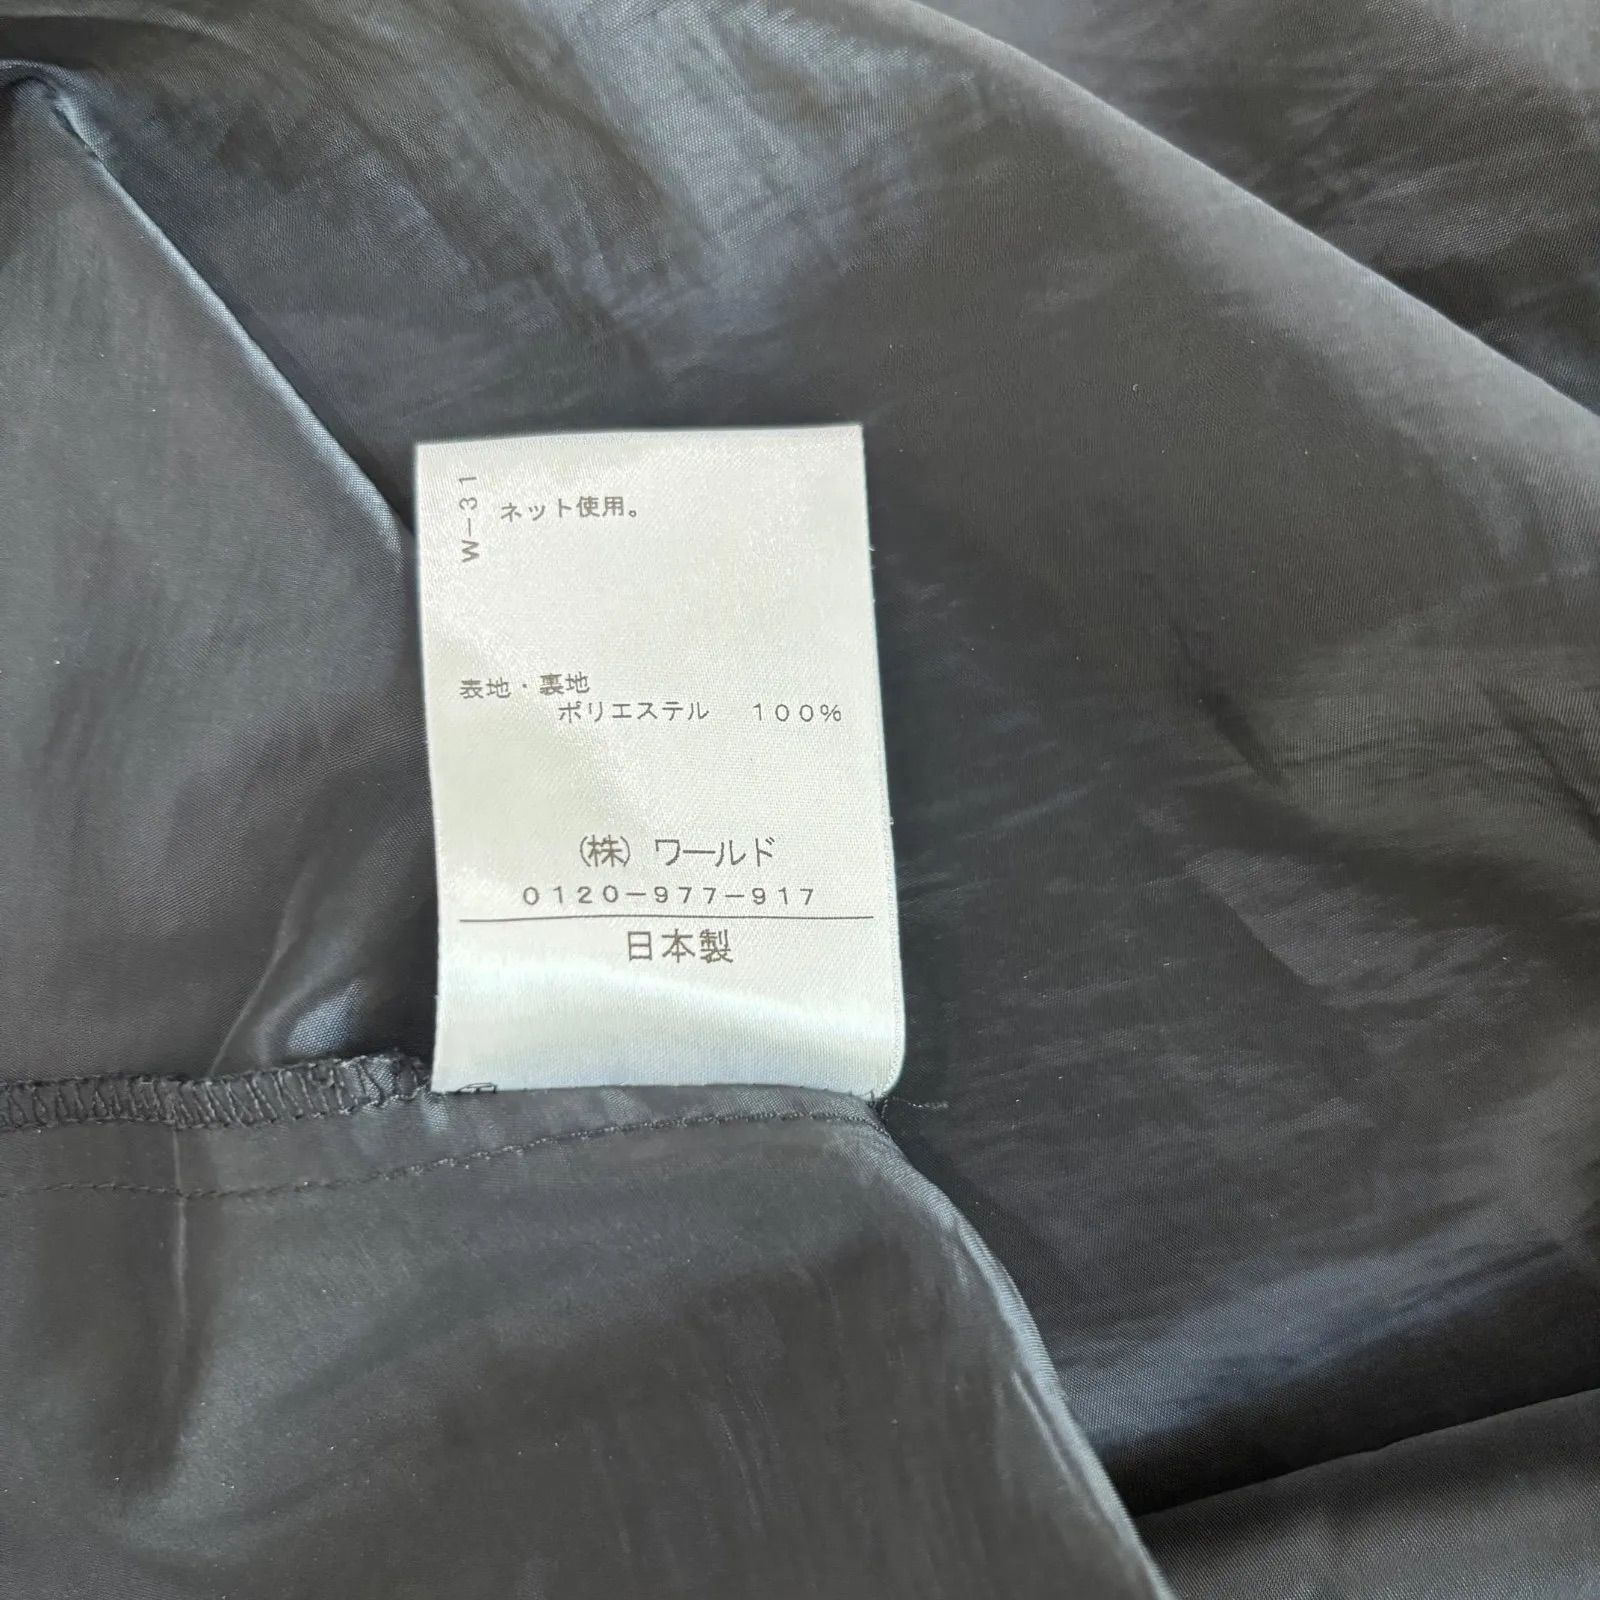 W-31
ネット使用。
表地・裏地
ポリエステル 100%
(株)ワールド
0120-977-917
日本製